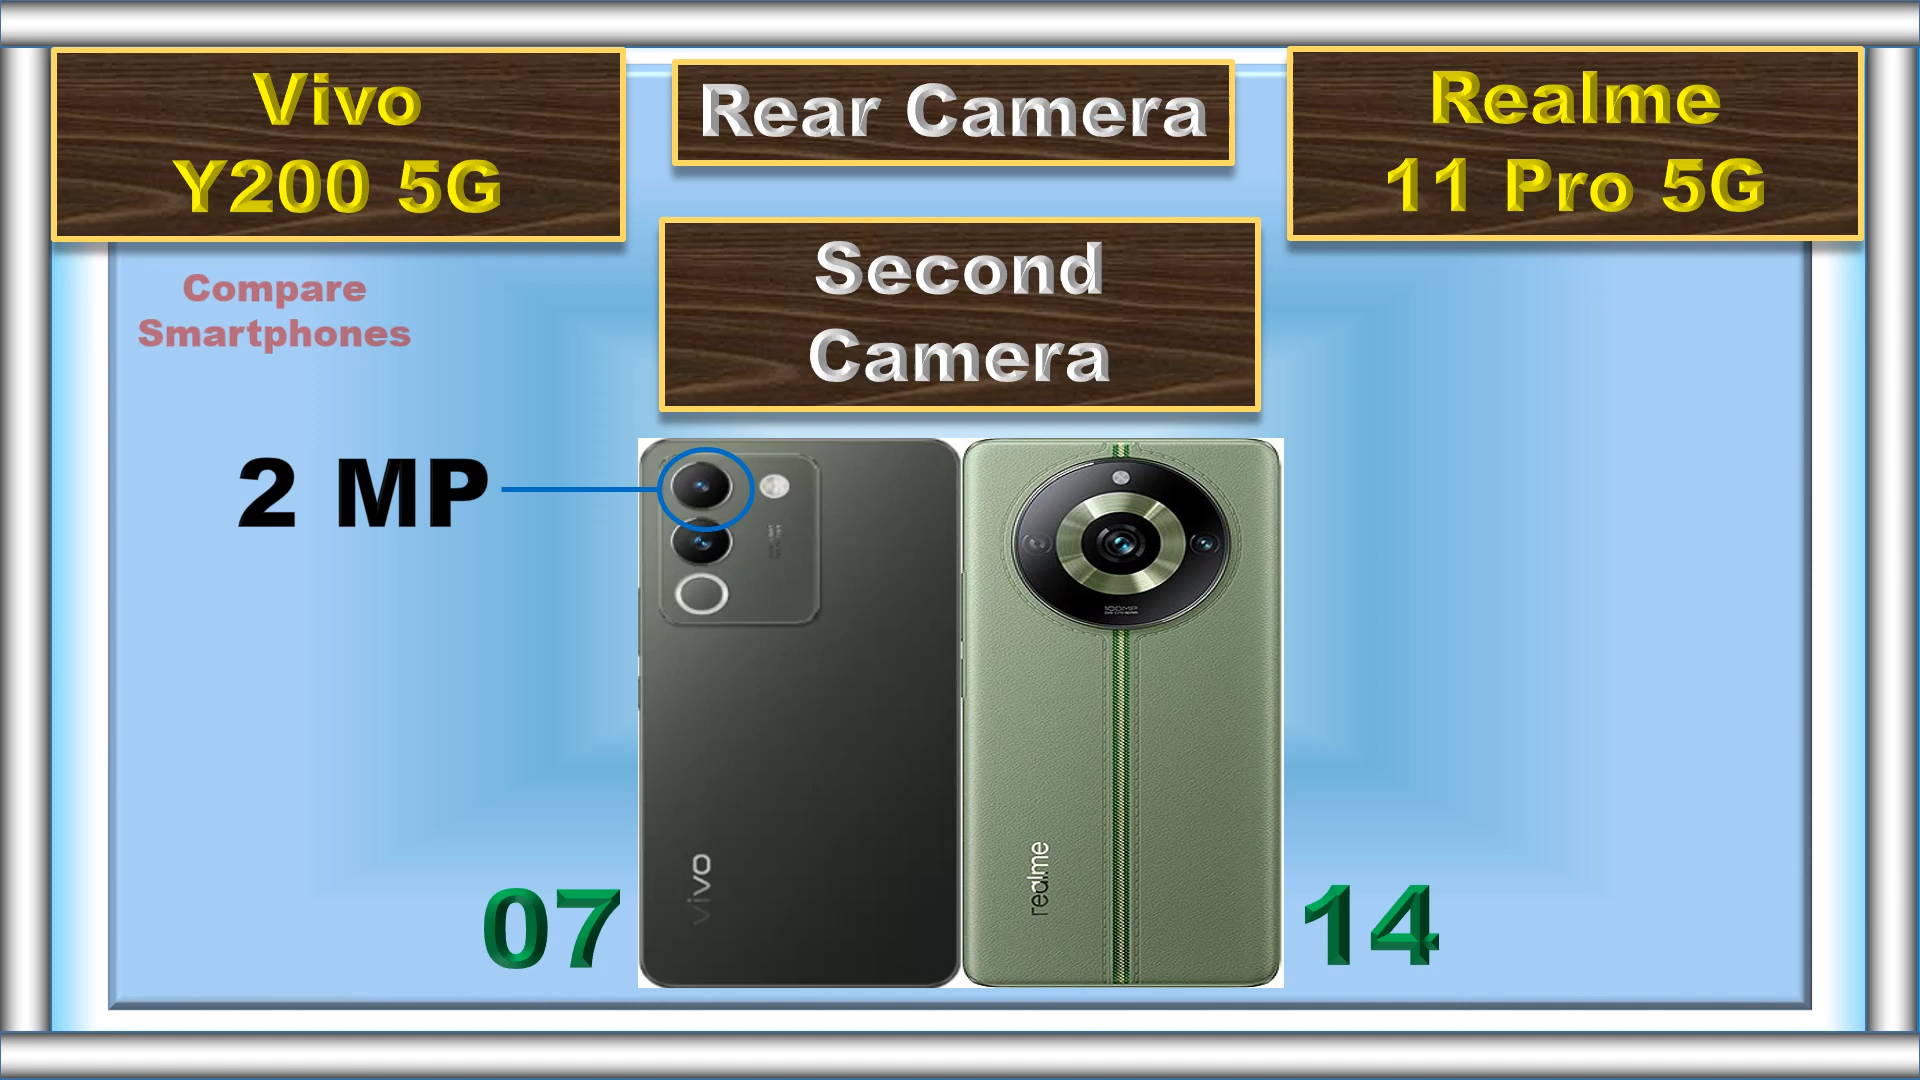 Vivo
Y200 5G
Rear Camera
Realme
11 Pro 5G
Second
Camera
Compare
Smartphones
2 MP
100MP
vivo
realme
07
14